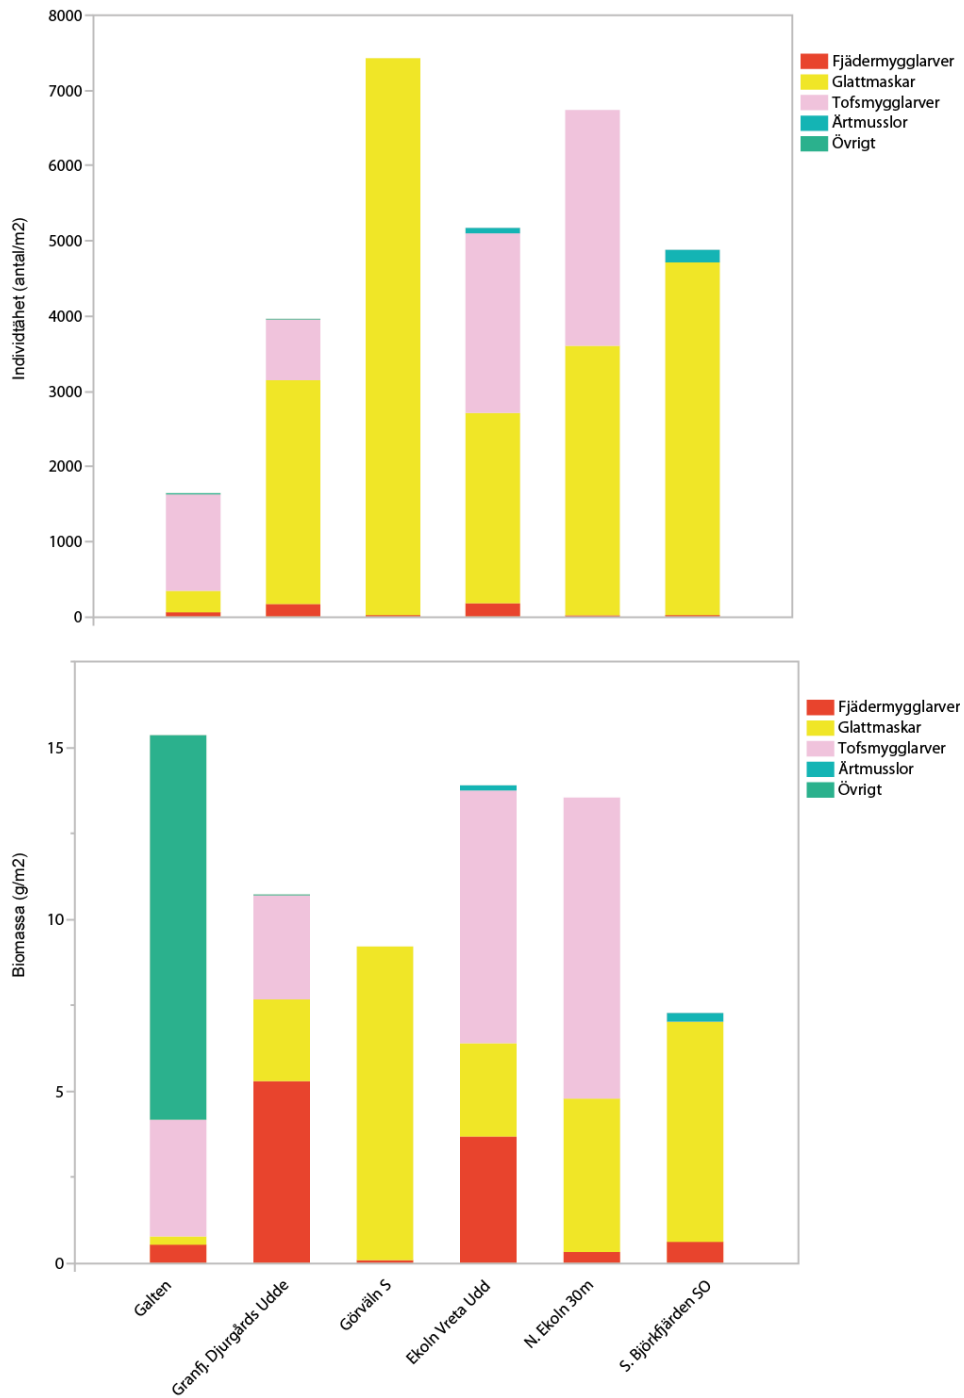 8000
7000
6000
5000
4000
3000
2000
1000
0
Individtähet (antal/m2)
Fjädermygglarver
Glattmaskar
Tofsmygglarver
Ärtmusslor
Övrigt
15
10
5
0
Biomassa (g/m2)
Fjädermygglarver
Glattmaskar
Tofsmygglarver
Ärtmusslor
Övrigt
Galten
Granfj. Djurgårds Udde
Görväln S
Ekoln Vreta Udd
N. Ekoln 30m
S. Björkfjärden SO